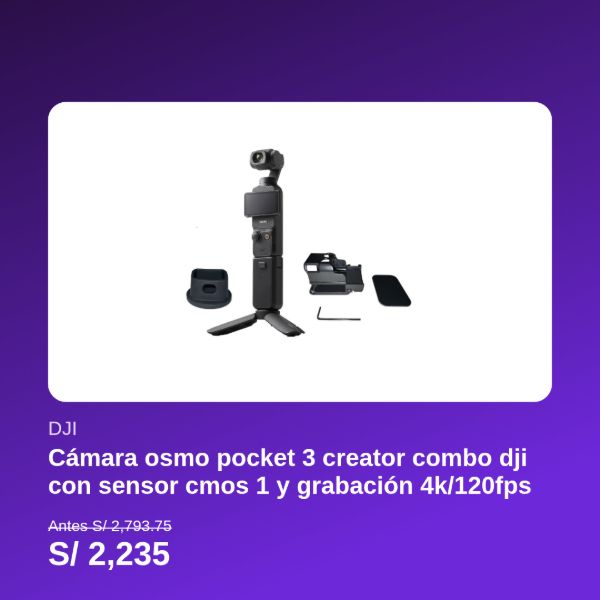 DJI
Cámara osmo pocket 3 creator combo dji
con sensor cmos 1 y grabación 4k/120fps
Antes S/ 2,793.75
S/ 2,235